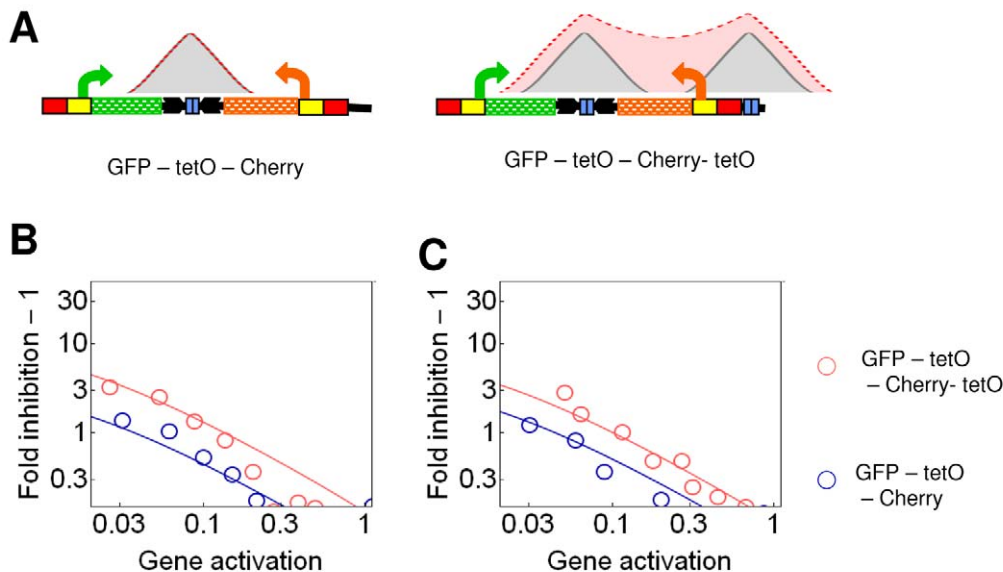 A
GFP – tetO – Cherry
GFP – tetO – Cherry- tetO
B
Fold inhibition – 1
30
10
3
1
0.3
0.03
0.1
0.3
1
Gene activation
C
Fold inhibition – 1
30
10
3
1
0.3
0.03
0.1
0.3
1
Gene activation
GFP – tetO
– Cherry- tetO
GFP – tetO
– Cherry